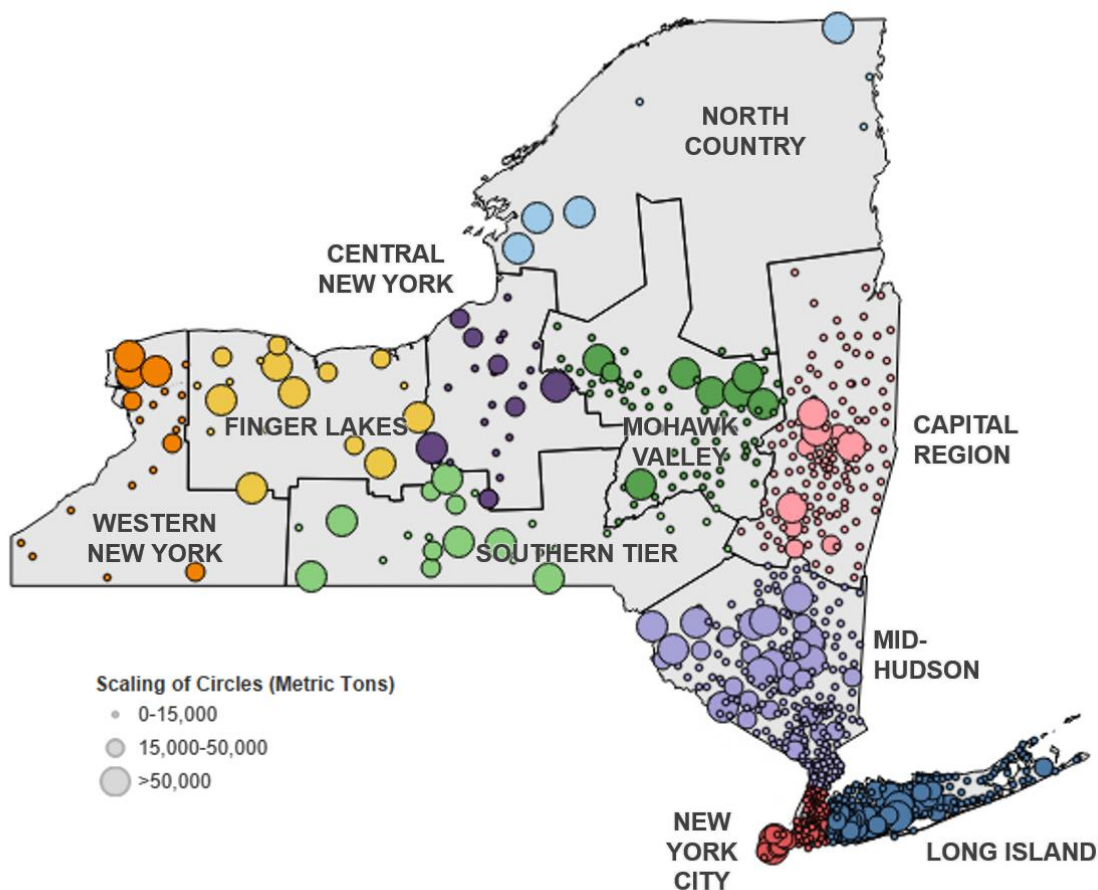 NORTH
COUNTRY
CENTRAL
NEW YORK
FINGER LAKES
MOHAWK
VALLEY
CAPITAL
REGION
WESTERN
NEW YORK
SOUTHERN TIER
MID-
HUDSON
Scaling of Circles (Metric Tons)
0-15,000
15,000-50,000
>50,000
NEW
YORK
CITY
LONG ISLAND